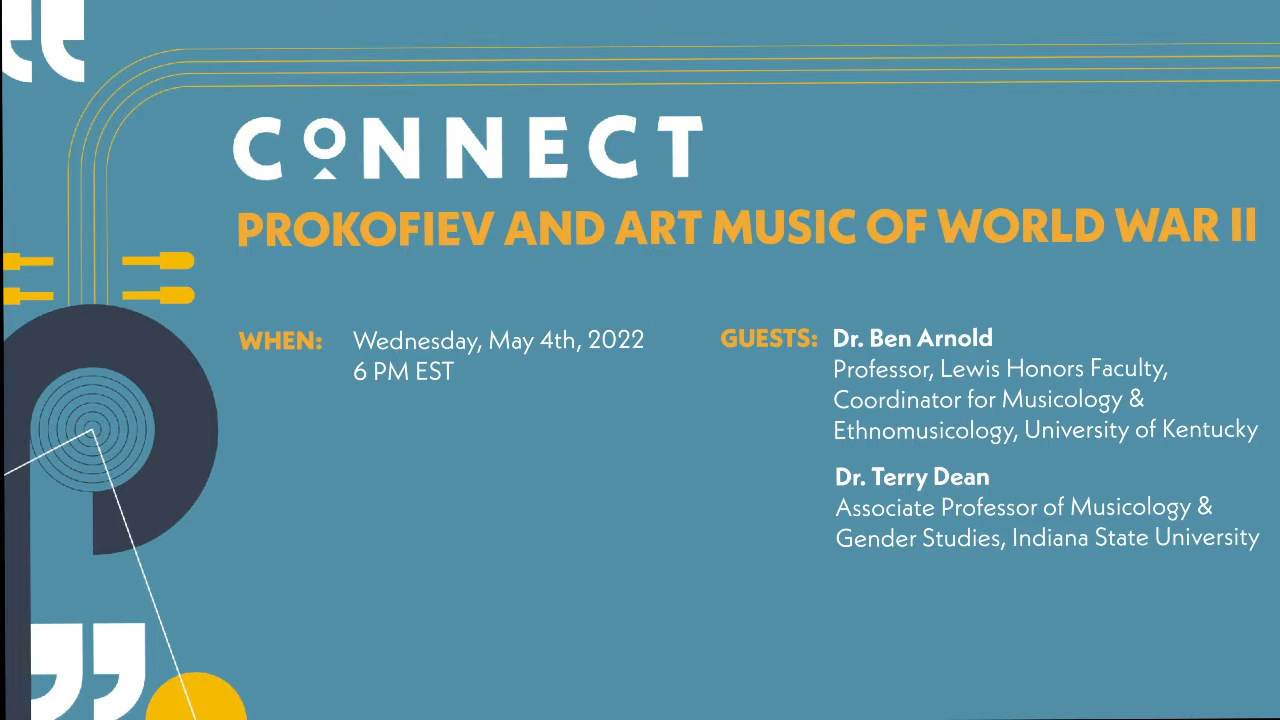 CONNECT
PROKOFIEV AND ART MUSIC OF WORLD WAR II
WHEN: Wednesday, May 4th, 2022
6 PM EST
GUESTS: Dr. Ben Arnold
Professor, Lewis Honors Faculty,
Coordinator for Musicology &
Ethnomusicology, University of Kentucky
Dr. Terry Dean
Associate Professor of Musicology &
Gender Studies, Indiana State University